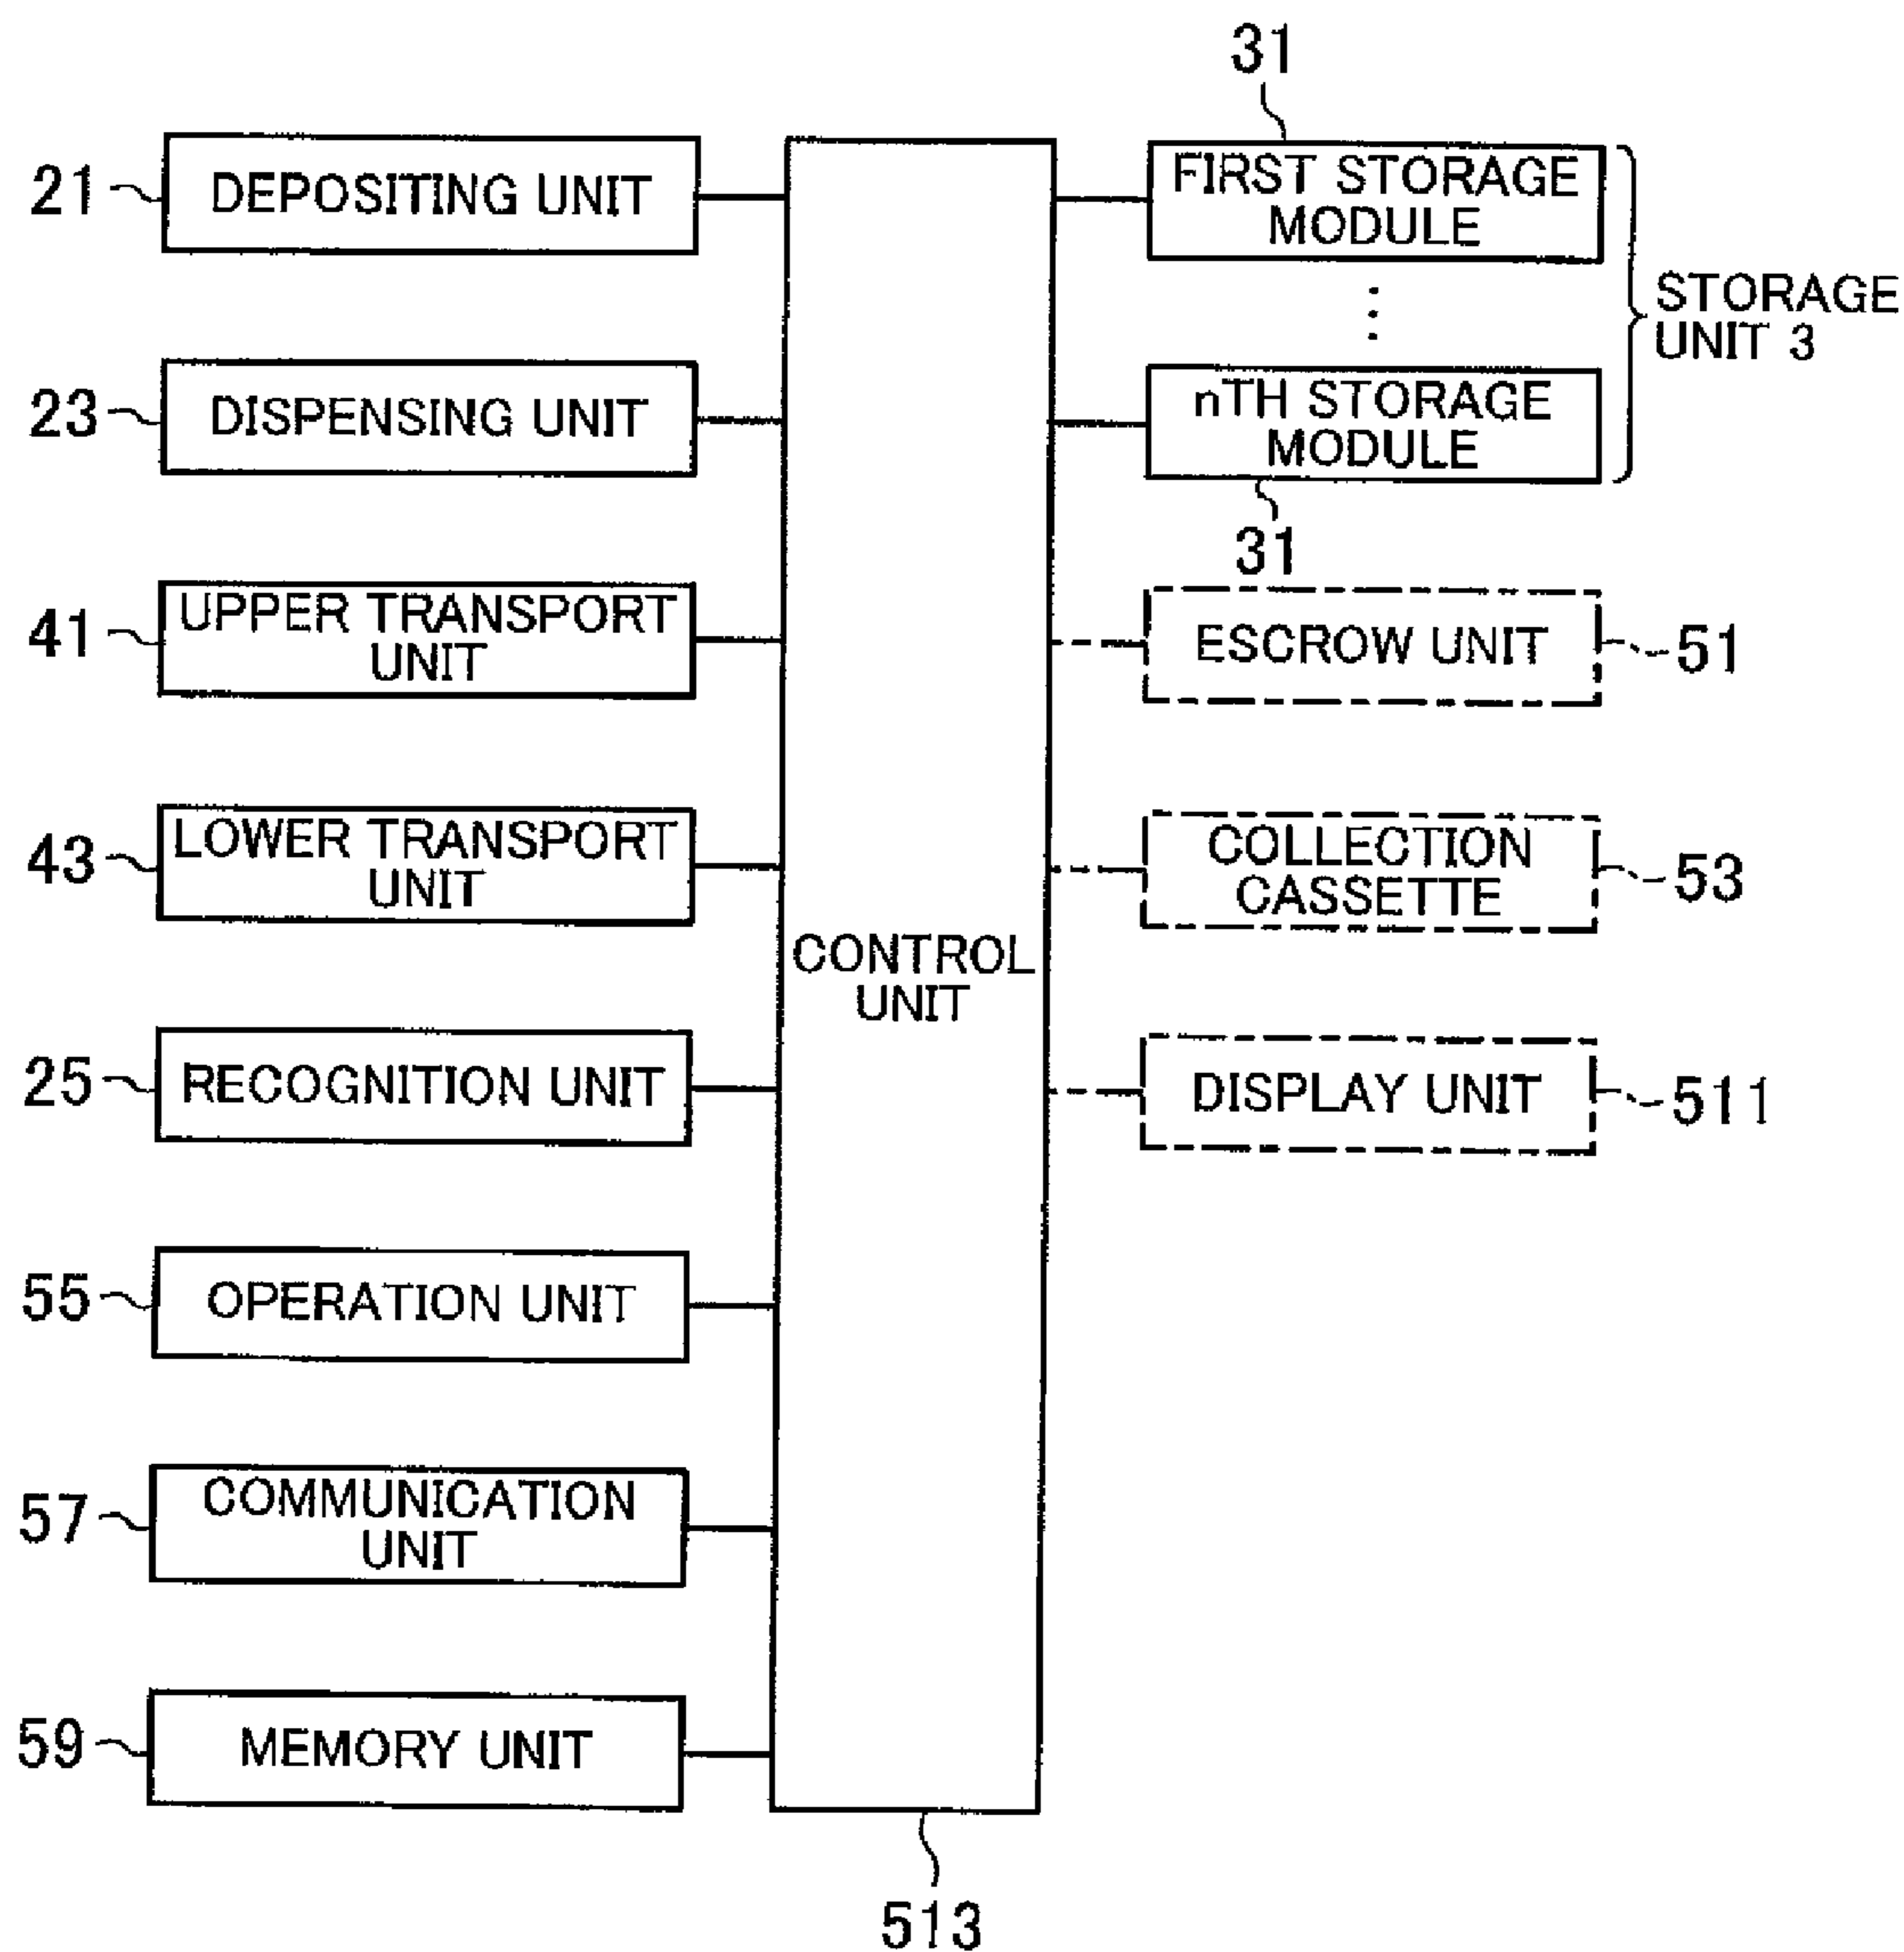 21
DEPOSITING UNIT
23
DISPENSING UNIT
41
UPPER TRANSPORT
UNIT
43
LOWER TRANSPORT
UNIT
25
RECOGNITION UNIT
55
OPERATION UNIT
57
COMMUNICATION
UNIT
59
MEMORY UNIT
CONTROL
UNIT
513
31
FIRST STORAGE
MODULE
⋮
nTH STORAGE
MODULE
31
STORAGE
UNIT 3
ESCROW UNIT
51
COLLECTION
CASSETTE
53
DISPLAY UNIT
511